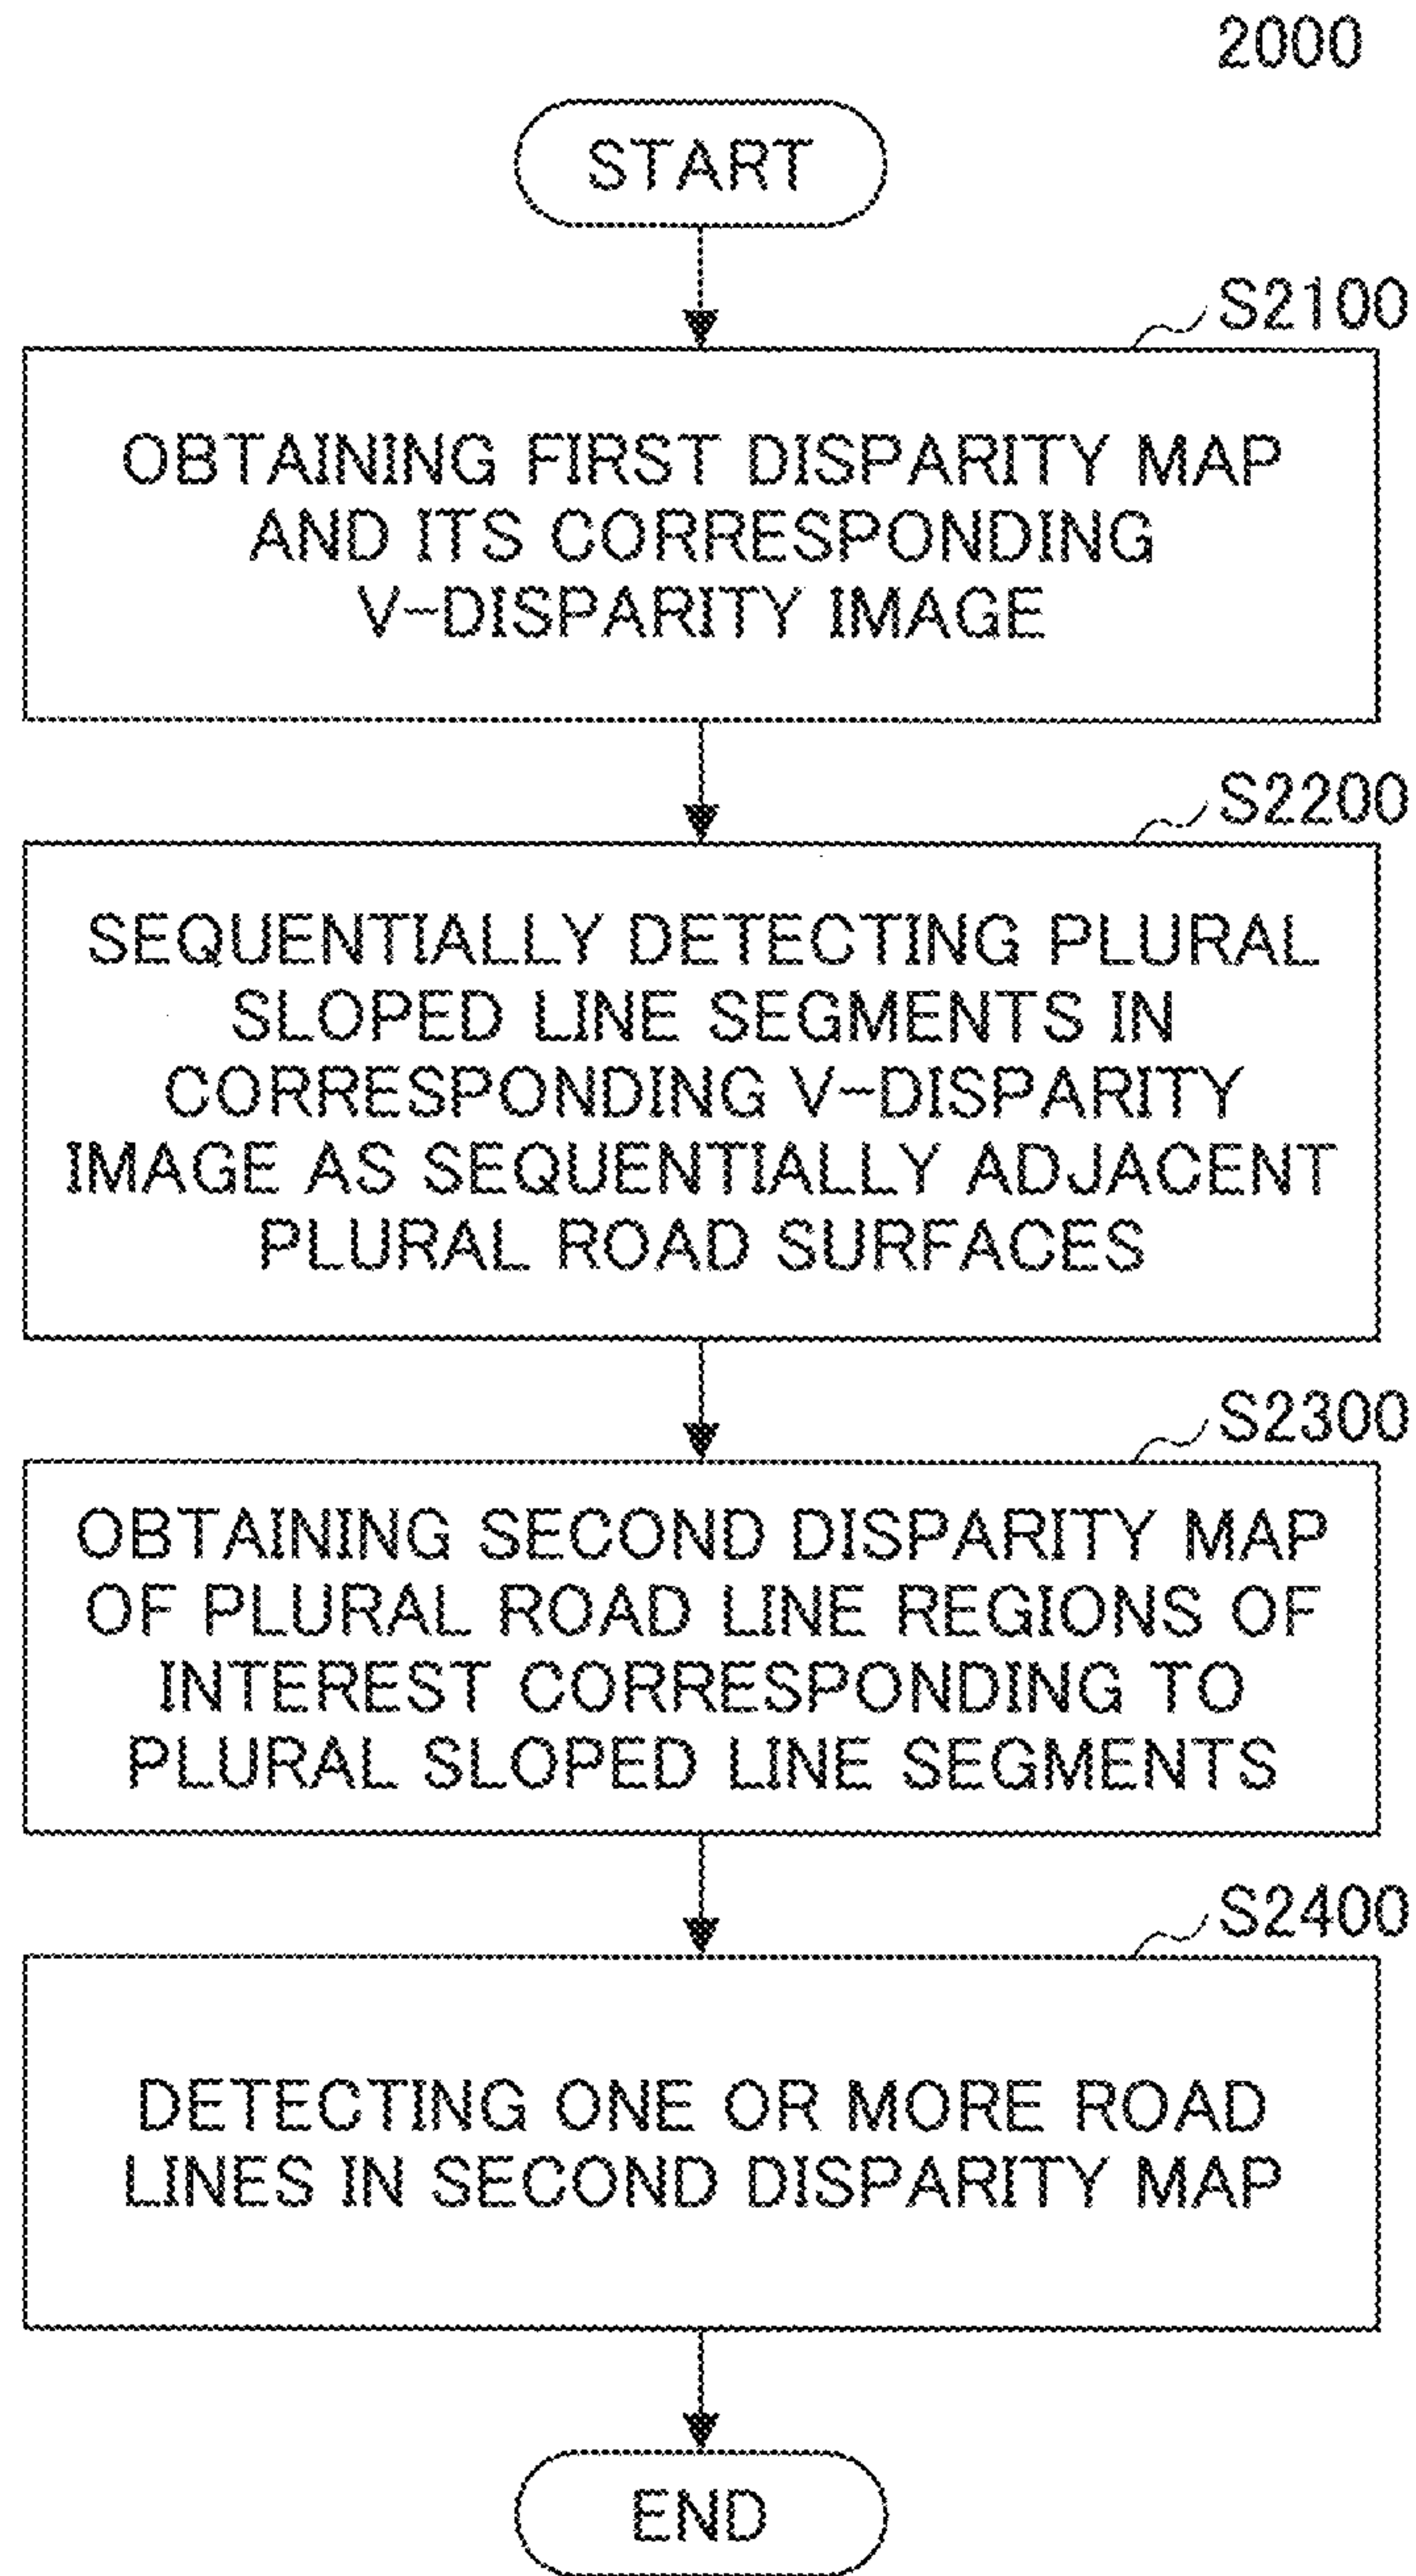 2000
START
S2100
OBTAINING FIRST DISPARITY MAP
AND ITS CORRESPONDING
V-DISPARITY IMAGE
S2200
SEQUENTIALLY DETECTING PLURAL
SLOPED LINE SEGMENTS IN
CORRESPONDING V-DISPARITY
IMAGE AS SEQUENTIALLY ADJACENT
PLURAL ROAD SURFACES
S2300
OBTAINING SECOND DISPARITY MAP
OF PLURAL ROAD LINE REGIONS OF
INTEREST CORRESPONDING TO
PLURAL SLOPED LINE SEGMENTS
S2400
DETECTING ONE OR MORE ROAD
LINES IN SECOND DISPARITY MAP
END